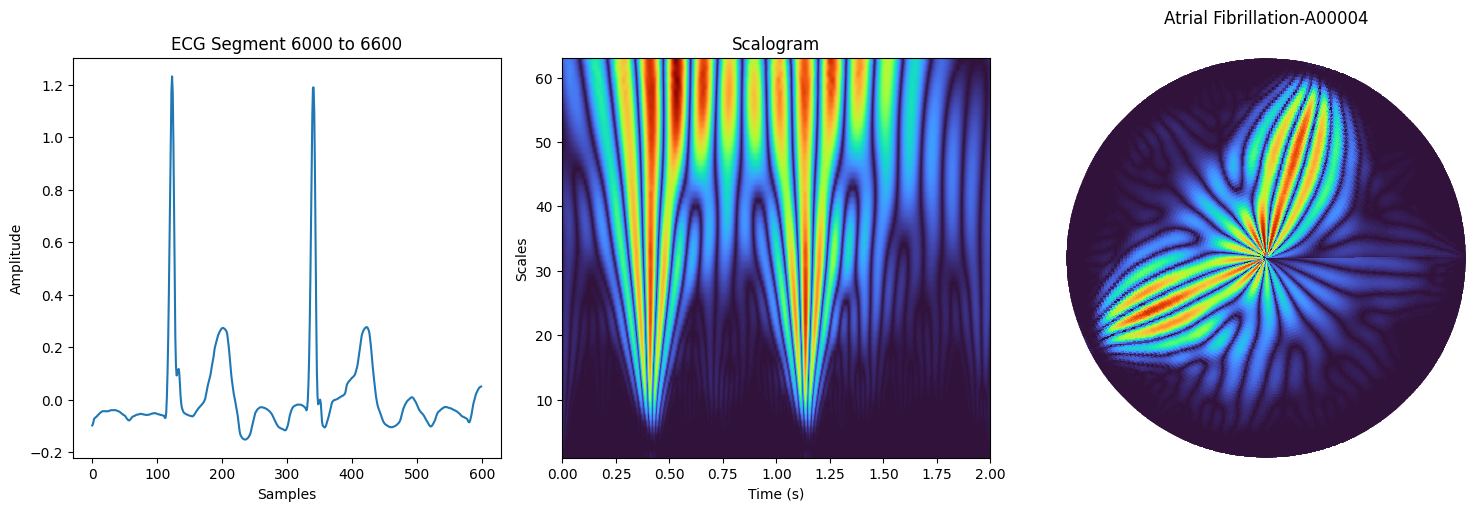 ECG Segment 6000 to 6600
1.2
1.0
0.8
0.6
0.4
0.2
0.0
−0.2
Amplitude
0 100 200 300 400 500 600
Samples
Scalogram
60
50
40
30
20
10
Scales
0.00 0.25 0.50 0.75 1.00 1.25 1.50 1.75 2.00
Time (s)
Atrial Fibrillation-A00004